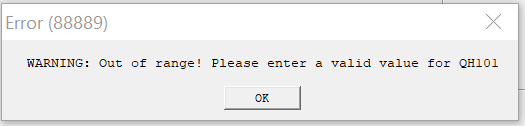 Error (88889)
WARNING: Out of range! Please enter a valid value for QH101
OK